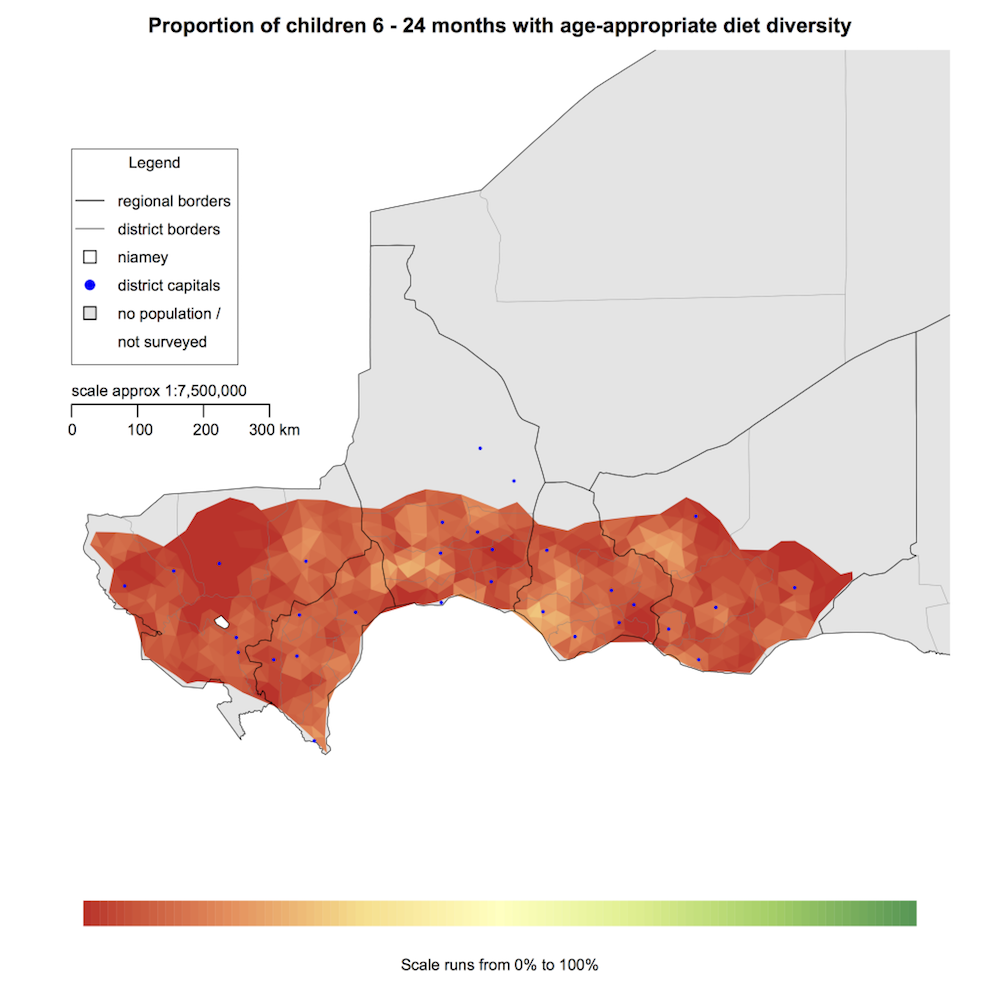 Proportion of children 6 - 24 months with age-appropriate diet diversity
Legend
regional borders
district borders
niamey
district capitals
no population /
not surveyed
scale approx 1:7,500,000
0 100 200 300 km
Scale runs from 0% to 100%